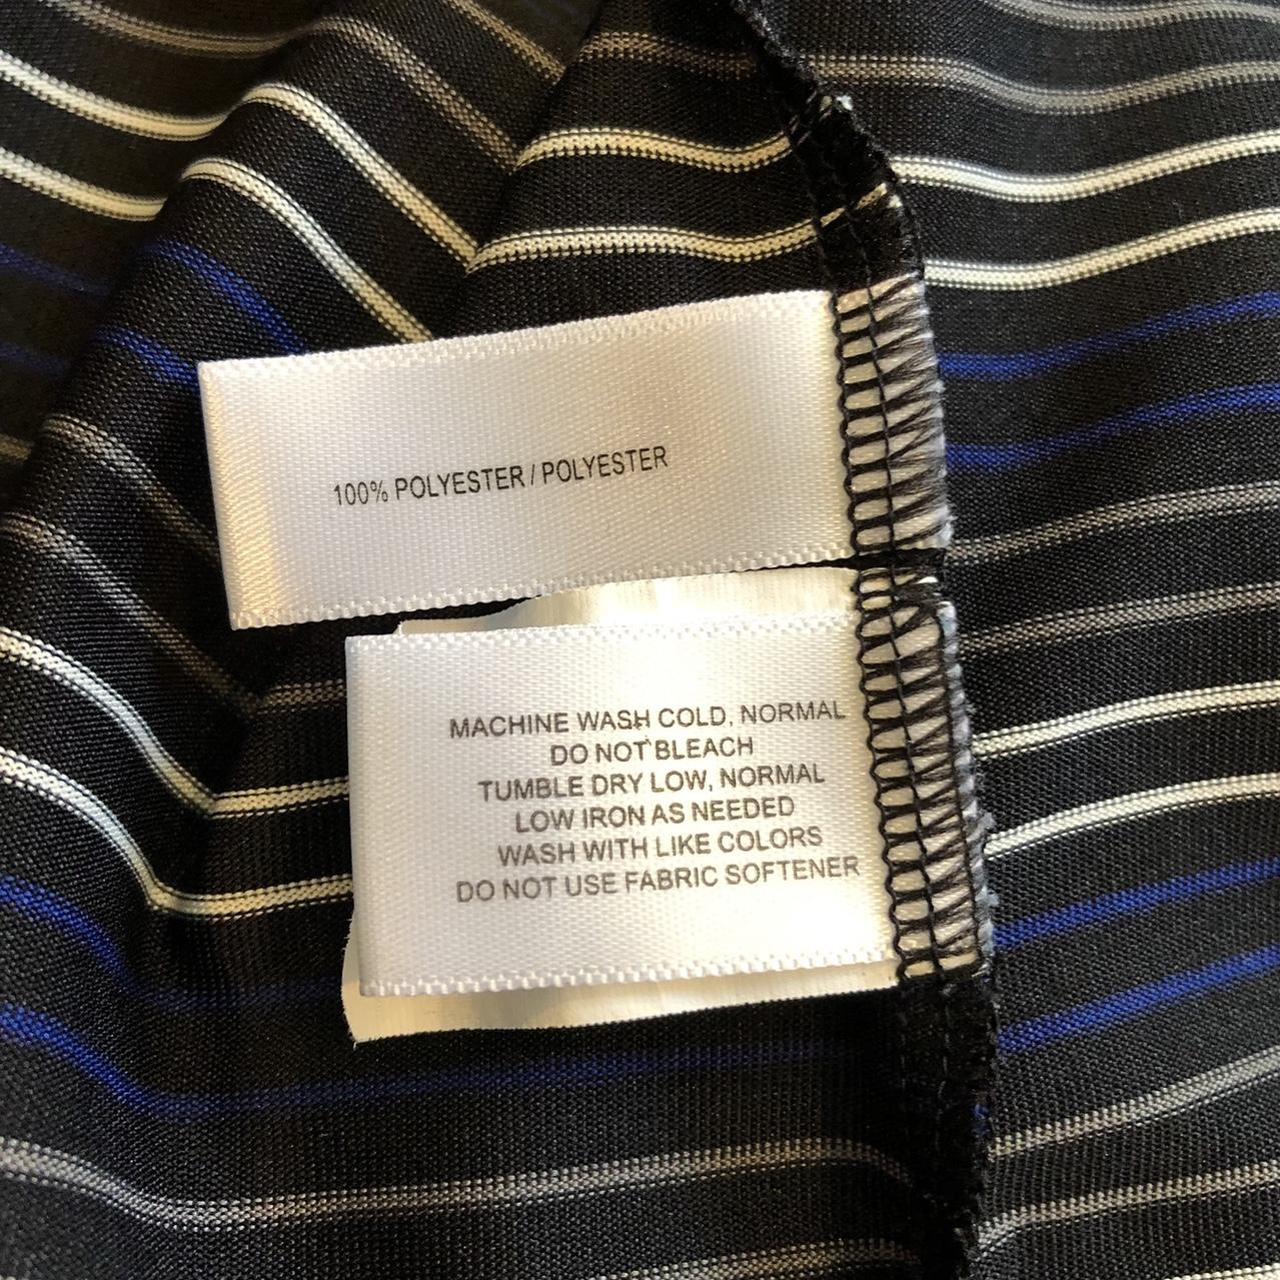 100% POLYESTER / POLYESTER
MACHINE WASH COLD, NORMAL
DO NOT BLEACH
TUMBLE DRY LOW, NORMAL
LOW IRON AS NEEDED
WASH WITH LIKE COLORS
DO NOT USE FABRIC SOFTENER